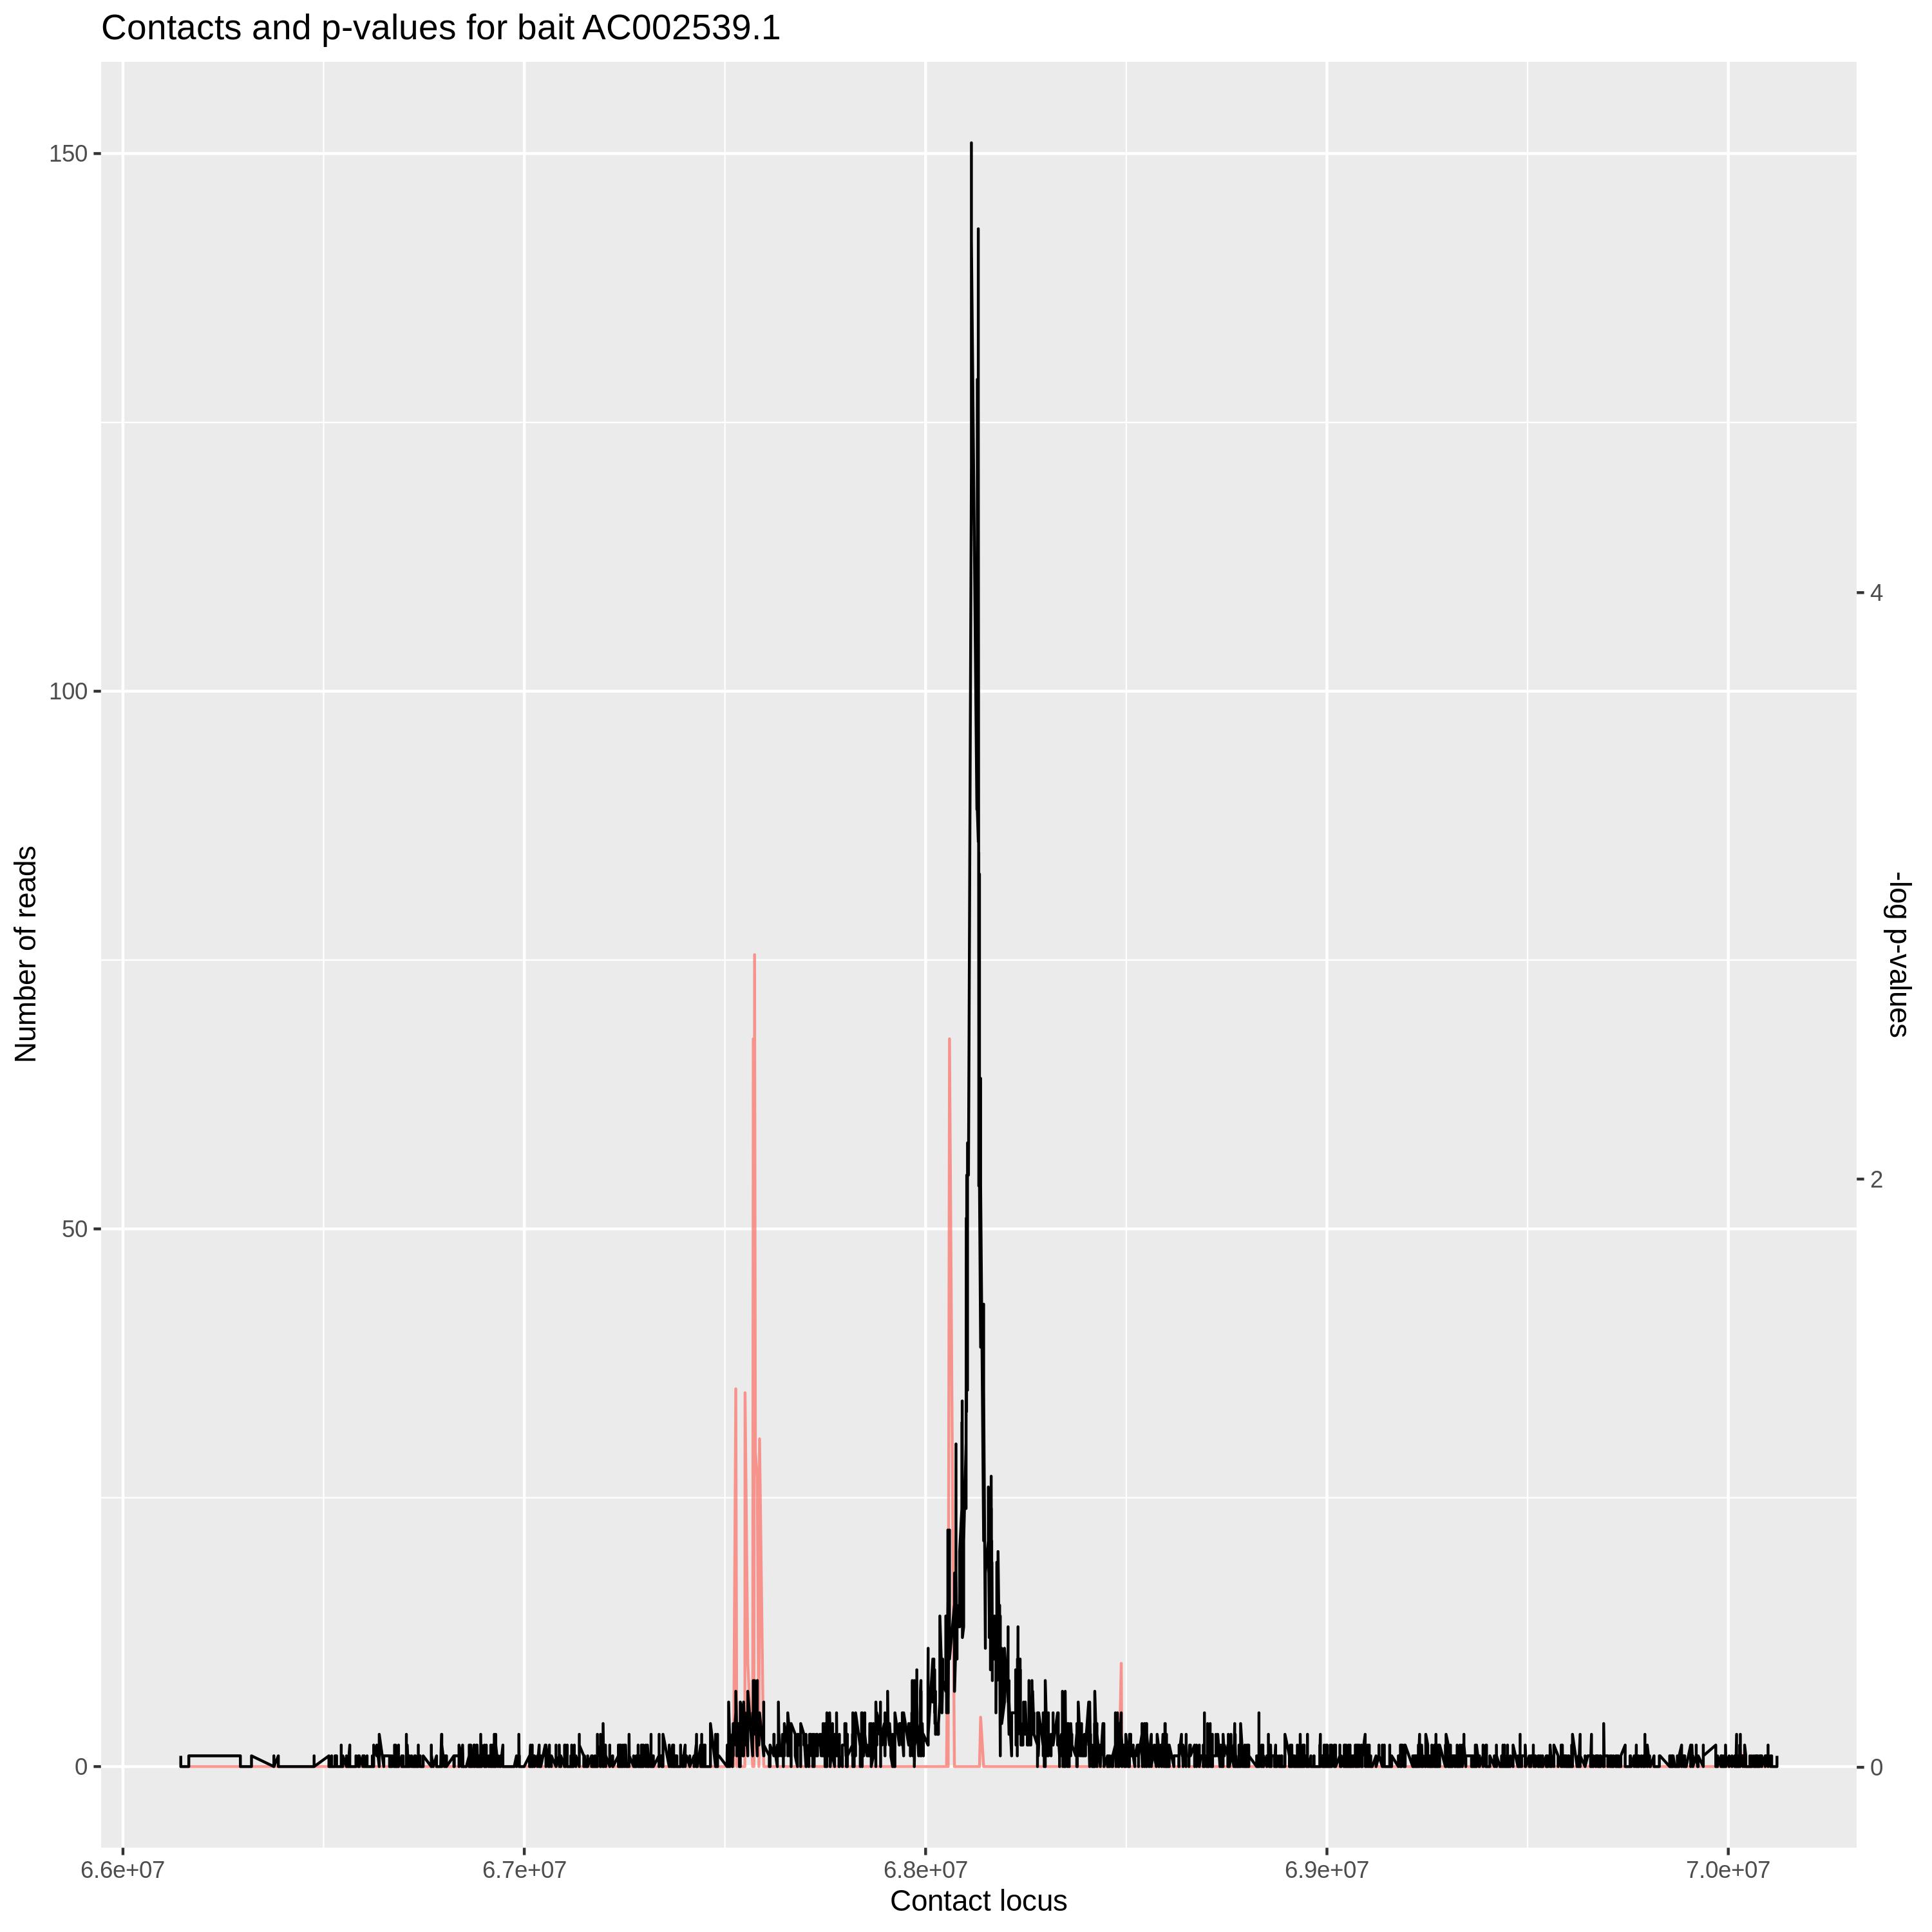 Contacts and p-values for bait AC002539.1
150
100
50
0
Number of reads
4
2
0
-log p-values
6.6e+07 6.7e+07 6.8e+07 6.9e+07 7.0e+07
Contact locus